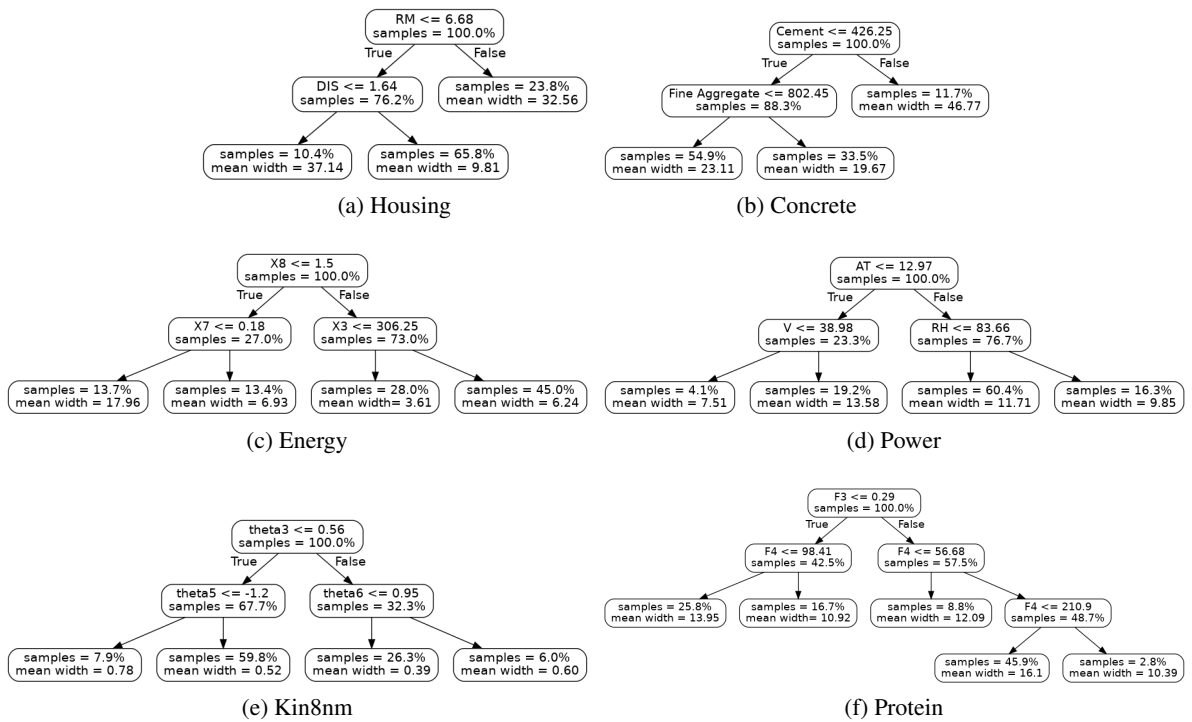 RM <= 6.68
samples = 100.0%
True
False
DIS <= 1.64
samples = 76.2%
samples = 23.8%
mean width = 32.56
samples = 10.4%
mean width = 37.14
samples = 65.8%
mean width = 9.81
(a) Housing
Cement <= 426.25
samples = 100.0%
True
False
Fine Aggregate <= 802.45
samples = 88.3%
samples = 11.7%
mean width = 46.77
samples = 54.9%
mean width = 23.11
samples = 33.5%
mean width = 19.67
(b) Concrete
X8 <= 1.5
samples = 100.0%
True
False
X7 <= 0.18
samples = 27.0%
X3 <= 306.25
samples = 73.0%
samples = 13.7%
mean width = 17.96
samples = 13.4%
mean width = 6.93
samples = 28.0%
mean width= 3.61
samples = 45.0%
mean width = 6.24
(c) Energy
AT <= 12.97
samples = 100.0%
True
False
V <= 38.98
samples = 23.3%
RH <= 83.66
samples = 76.7%
samples = 4.1%
mean width = 7.51
samples = 19.2%
mean width = 13.58
samples = 60.4%
mean width = 11.71
samples = 16.3%
mean width = 9.85
(d) Power
theta3 <= 0.56
samples = 100.0%
True
False
theta5 <= -1.2
samples = 67.7%
theta6 <= 0.95
samples = 32.3%
samples = 7.9%
mean width = 0.78
samples = 59.8%
mean width = 0.52
samples = 26.3%
mean width = 0.39
samples = 6.0%
mean width = 0.60
(e) Kin8nm
F3 <= 0.29
samples = 100.0%
True
False
F4 <= 98.41
samples = 42.5%
F4 <= 56.68
samples = 57.5%
samples = 25.8%
mean width = 13.95
samples = 16.7%
mean width= 10.92
samples = 8.8%
mean width = 12.09
F4 <= 210.9
samples = 48.7%
samples = 45.9%
mean width = 16.1
samples = 2.8%
mean width = 10.39
(f) Protein